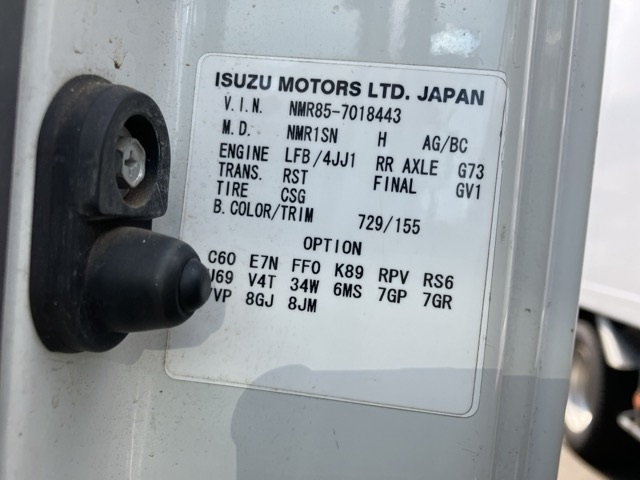 ISUZU MOTORS LTD. JAPAN
V.I.N. NMR85-7018443
M.D. NMR1SN H AG/BC
ENGINE LFB/4JJ1 RR AXLE G73
TRANS. RST FINAL GV1
TIRE CSG
B. COLOR/TRIM 729/155
OPTION
C60 E7N FF0 K89 RPV RS6
V4T 34W 6MS 7GP 7GR
8GJ 8JM